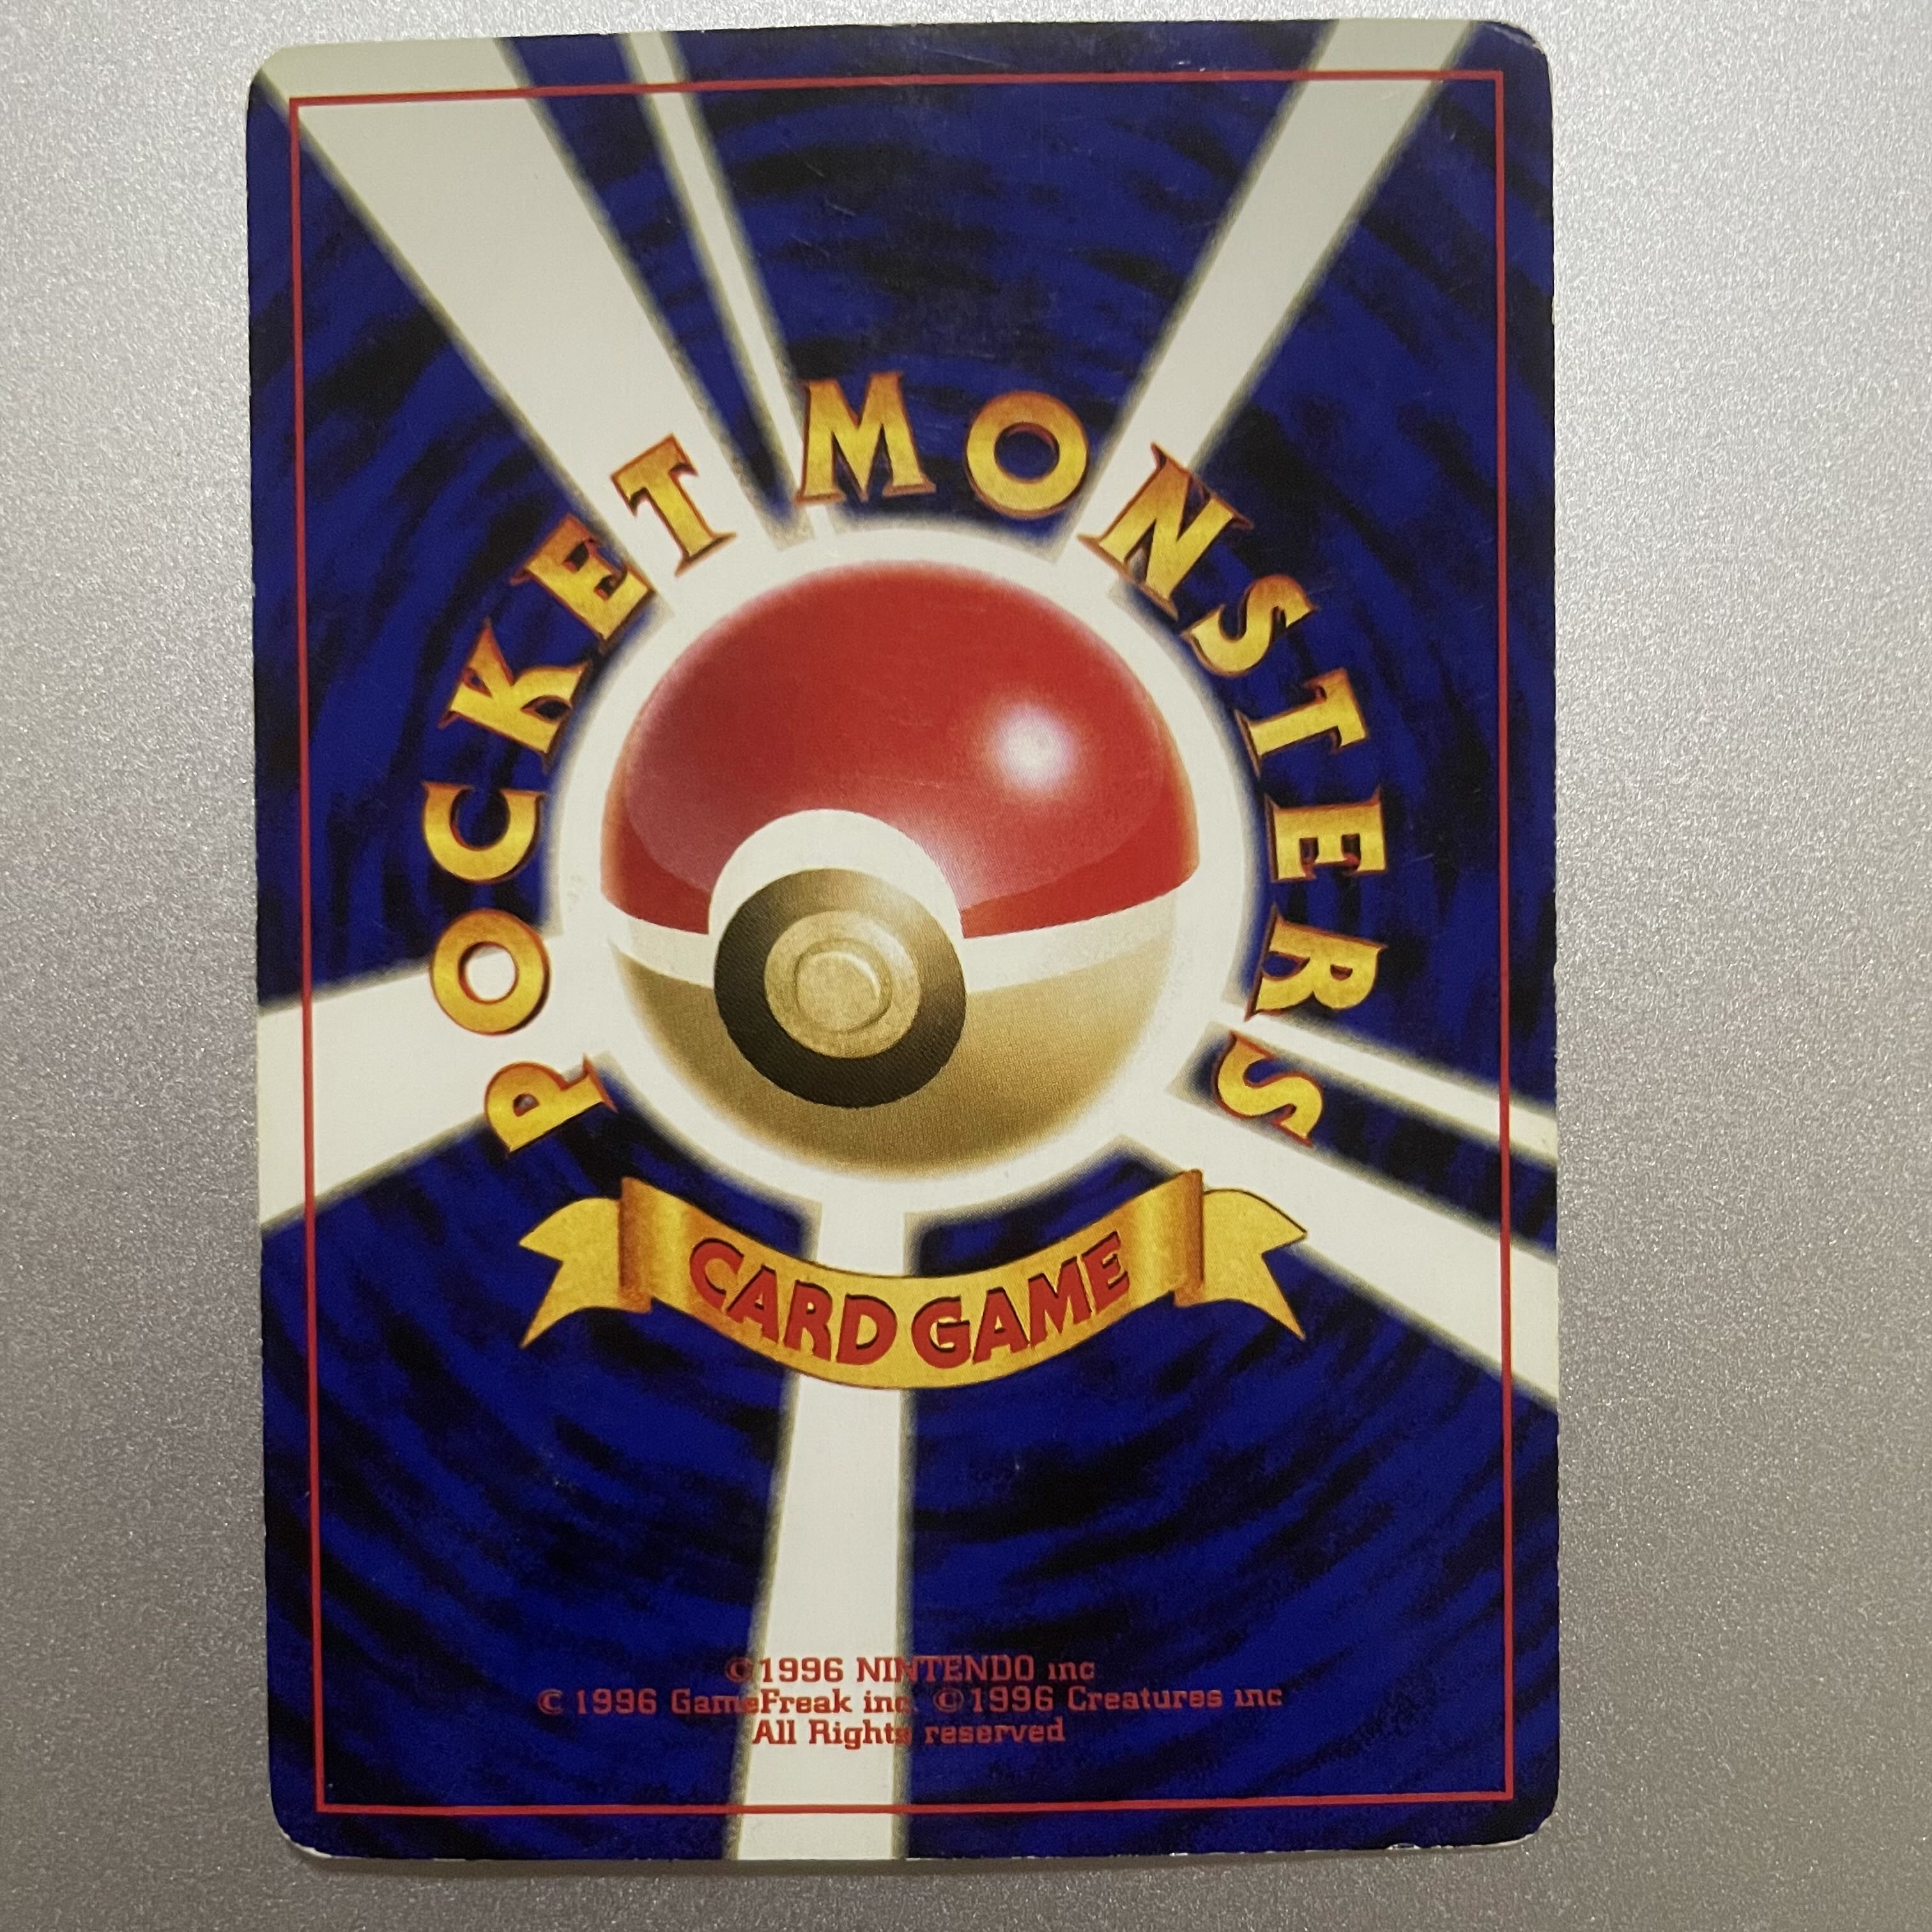 POCKET MONSTERS
CARD GAME
©1996 NINTENDO inc
©1996 GameFreak inc. ©1996 Creatures inc
All Rights reserved